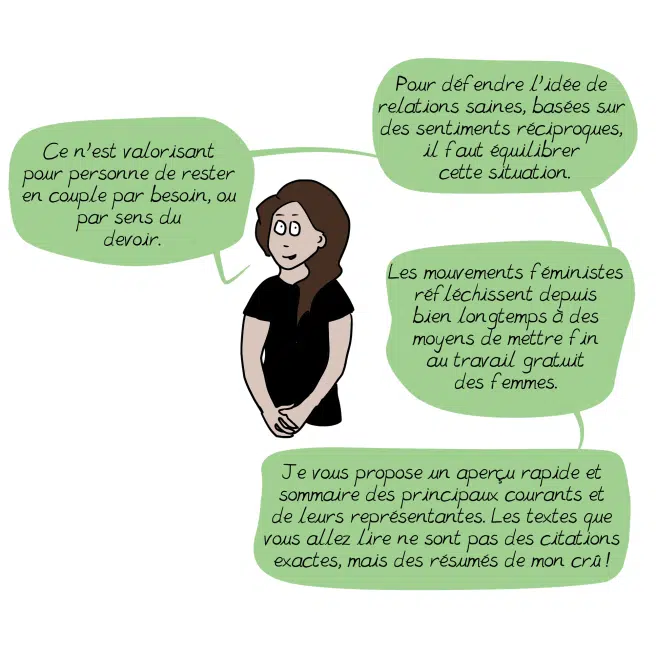 Ce n'est valorisant
pour personne de rester
en couple par besoin, ou
par sens du
devoir.
Pour défendre l'idée de
relations saines, basées sur
des sentiments réciproques,
il faut équilibrer
cette situation.
Les mouvements féministes
réfléchissent depuis
bien longtemps à des
moyens de mettre fin
au travail gratuit
des femmes.
Je vous propose un aperçu rapide et
sommaire des principaux courants et
de leurs représentantes. Les textes que
vous allez lire ne sont pas des citations
exactes, mais des résumés de mon crû !